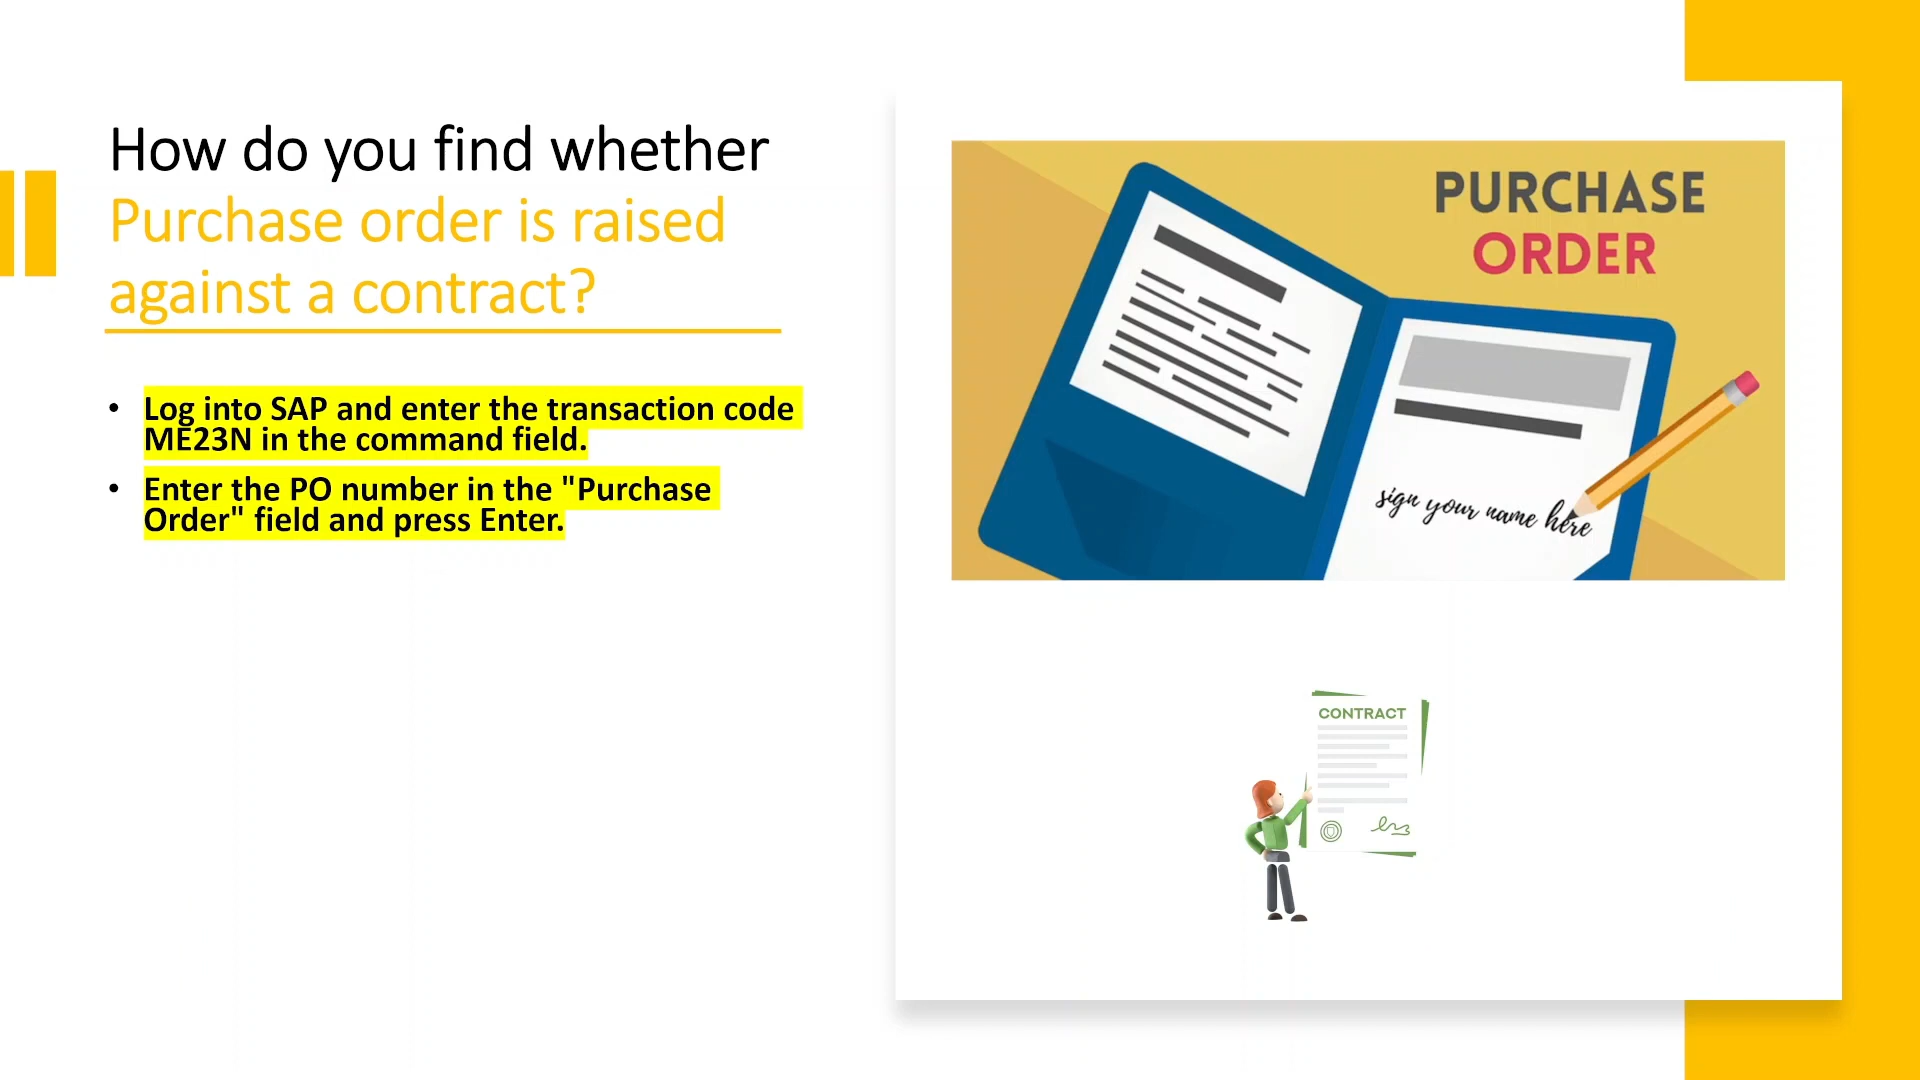 How do you find whether
Purchase order is raised
against a contract?
• Log into SAP and enter the transaction code
ME23N in the command field.
• Enter the PO number in the "Purchase
Order" field and press Enter.
PURCHASE
ORDER
sign your name here
CONTRACT